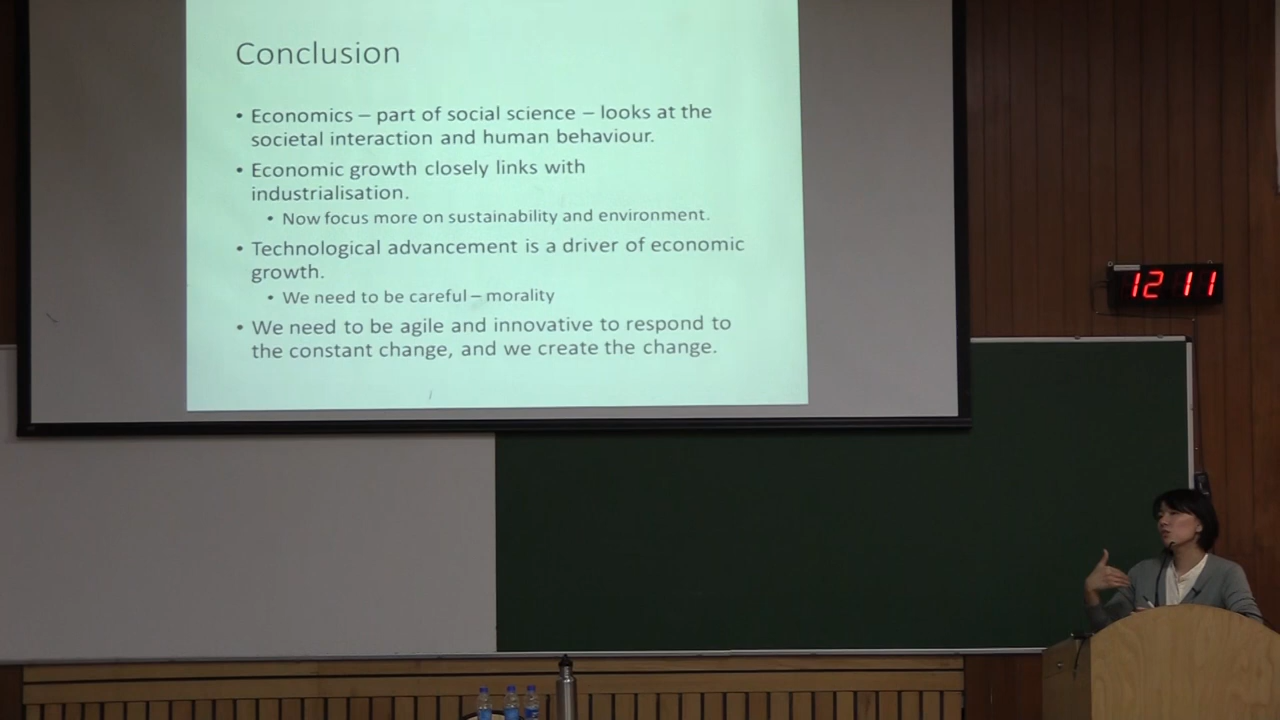 Conclusion
• Economics – part of social science – looks at the
societal interaction and human behaviour.
• Economic growth closely links with
industrialisation.
• Now focus more on sustainability and environment.
• Technological advancement is a driver of economic
growth.
• We need to be careful – morality
• We need to be agile and innovative to respond to
the constant change, and we create the change.
12 11